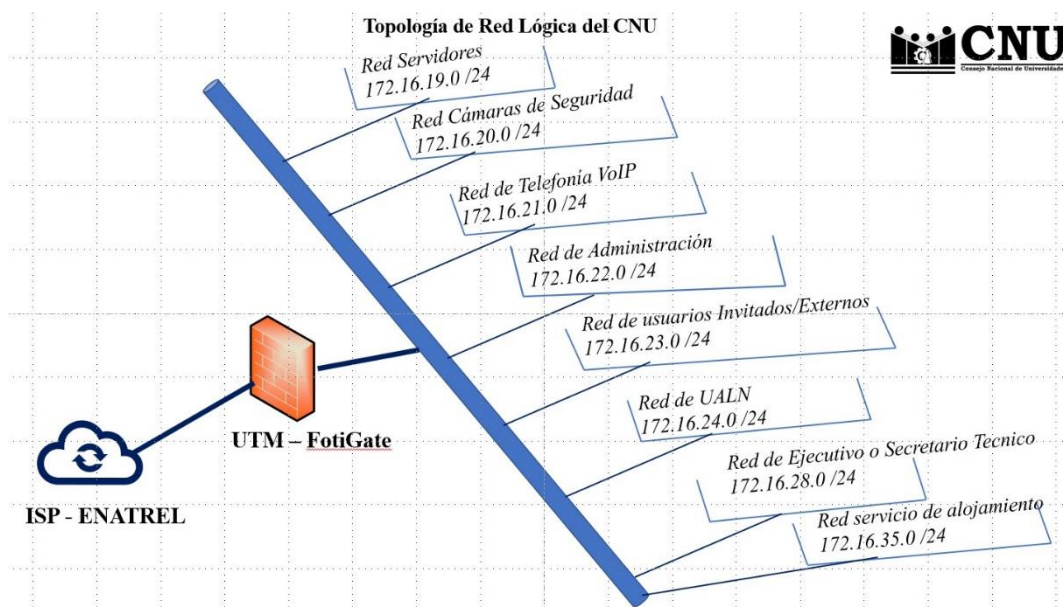 Topología de Red Lógica del CNU
CNU
Consejo Nacional de Universidade
Red Servidores
172.16.19.0 /24
Red Cámaras de Seguridad
172.16.20.0 /24
Red de Telefonía VoIP
172.16.21.0 /24
Red de Administración
172.16.22.0 /24
Red de usuarios Invitados/Externos
172.16.23.0 /24
Red de UALN
172.16.24.0 /24
Red de Ejecutivo o Secretario Tecnico
172.16.28.0 /24
Red servicio de alojamiento
172.16.35.0 /24
UTM – FotiGate
ISP - ENATREL